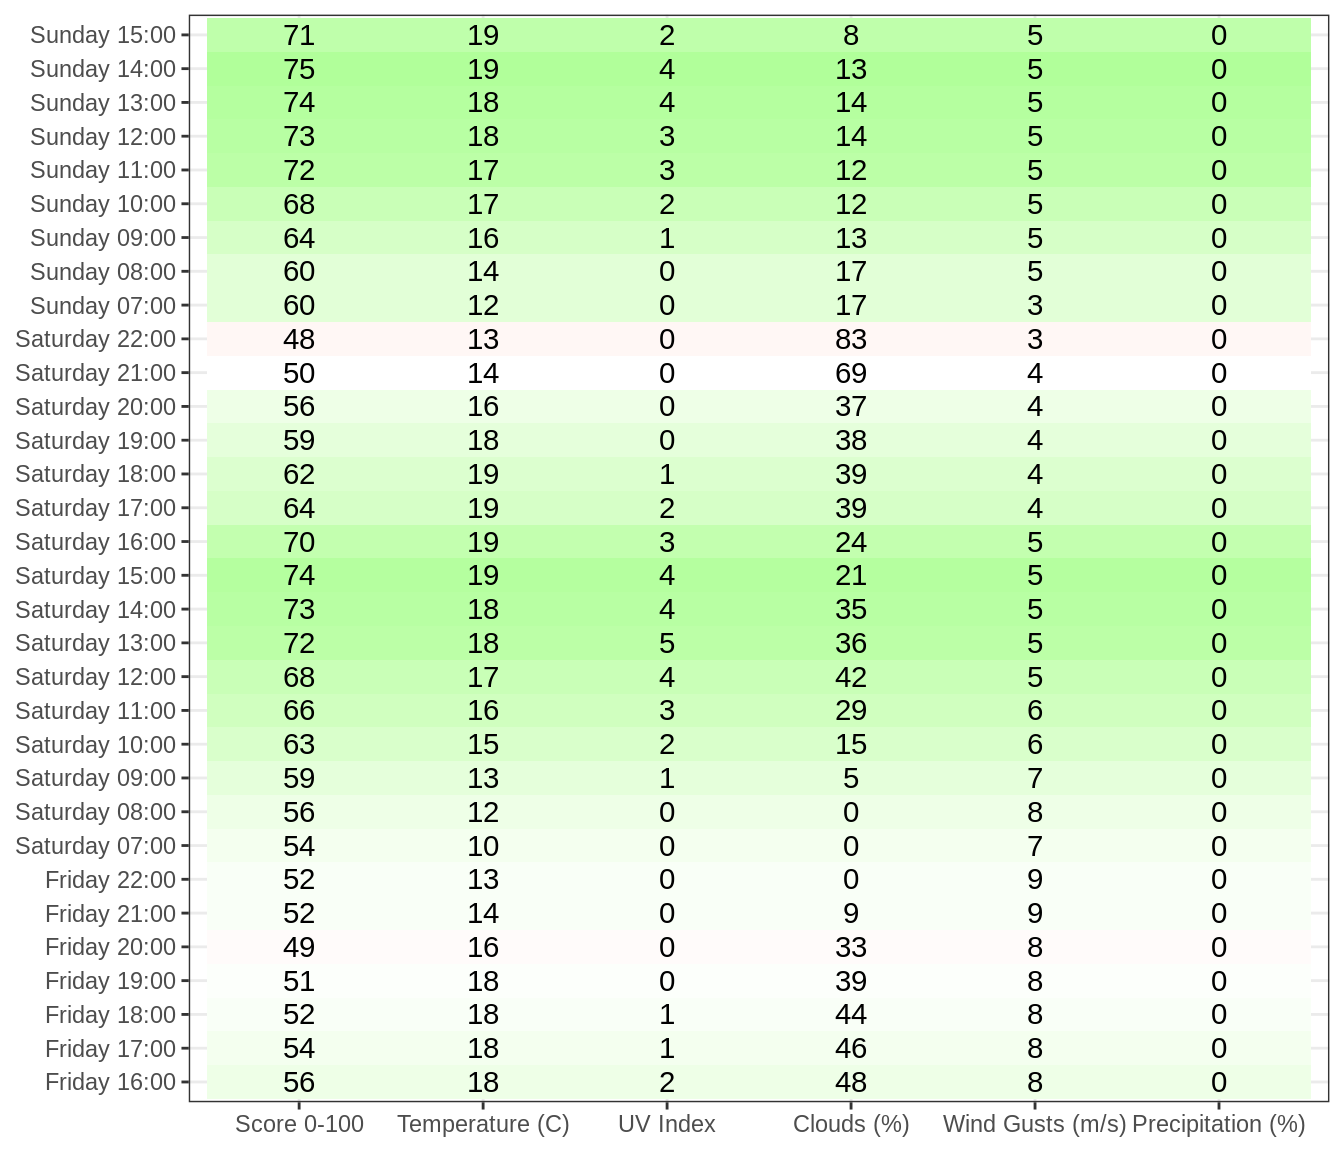 Sunday 15:00 71 19 2 8 5 0
Sunday 14:00 75 19 4 13 5 0
Sunday 13:00 74 18 4 14 5 0
Sunday 12:00 73 18 3 14 5 0
Sunday 11:00 72 17 3 12 5 0
Sunday 10:00 68 17 2 12 5 0
Sunday 09:00 64 16 1 13 5 0
Sunday 08:00 60 14 0 17 5 0
Sunday 07:00 60 12 0 17 3 0
Saturday 22:00 48 13 0 83 3 0
Saturday 21:00 50 14 0 69 4 0
Saturday 20:00 56 16 0 37 4 0
Saturday 19:00 59 18 0 38 4 0
Saturday 18:00 62 19 1 39 4 0
Saturday 17:00 64 19 2 39 4 0
Saturday 16:00 70 19 3 24 5 0
Saturday 15:00 74 19 4 21 5 0
Saturday 14:00 73 18 4 35 5 0
Saturday 13:00 72 18 5 36 5 0
Saturday 12:00 68 17 4 42 5 0
Saturday 11:00 66 16 3 29 6 0
Saturday 10:00 63 15 2 15 6 0
Saturday 09:00 59 13 1 5 7 0
Saturday 08:00 56 12 0 0 8 0
Saturday 07:00 54 10 0 0 7 0
Friday 22:00 52 13 0 0 9 0
Friday 21:00 52 14 0 9 9 0
Friday 20:00 49 16 0 33 8 0
Friday 19:00 51 18 0 39 8 0
Friday 18:00 52 18 1 44 8 0
Friday 17:00 54 18 1 46 8 0
Friday 16:00 56 18 2 48 8 0
Score 0-100 Temperature (C) UV Index Clouds (%) Wind Gusts (m/s) Precipitation (%)